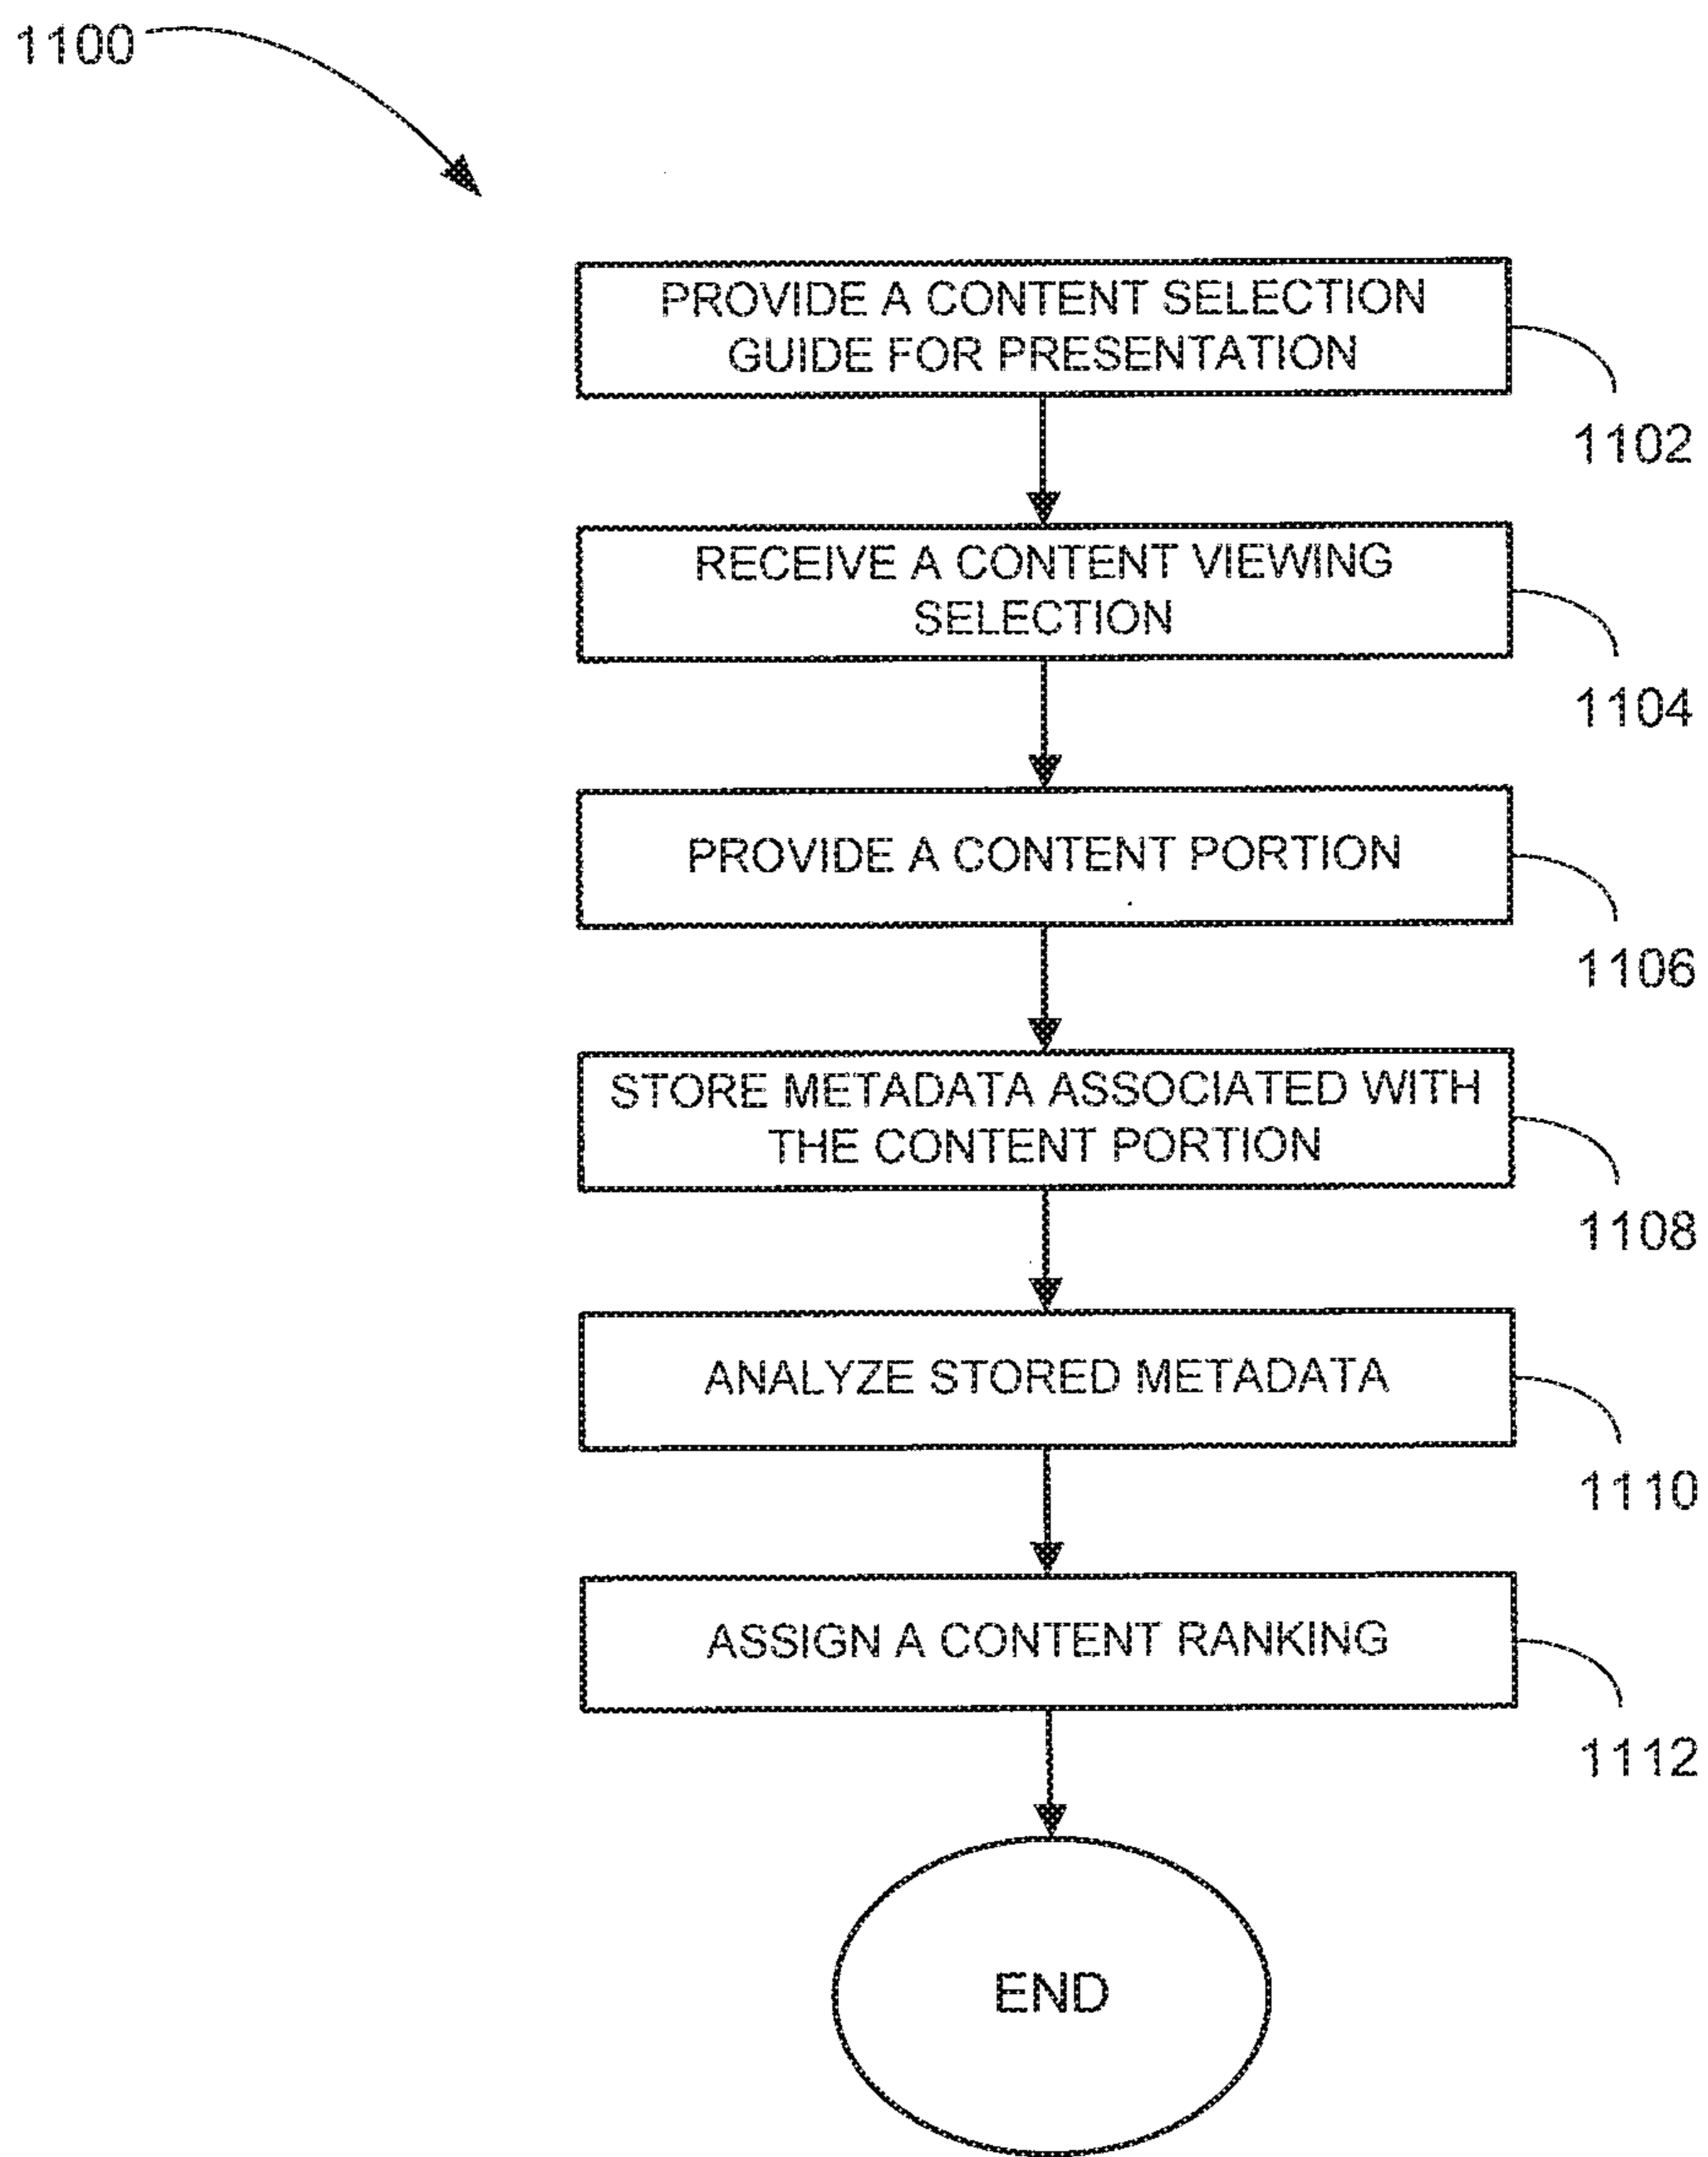 1100
PROVIDE A CONTENT SELECTION
GUIDE FOR PRESENTATION
1102
RECEIVE A CONTENT VIEWING
SELECTION
1104
PROVIDE A CONTENT PORTION
1106
STORE METADATA ASSOCIATED WITH
THE CONTENT PORTION
1108
ANALYZE STORED METADATA
1110
ASSIGN A CONTENT RANKING
1112
END